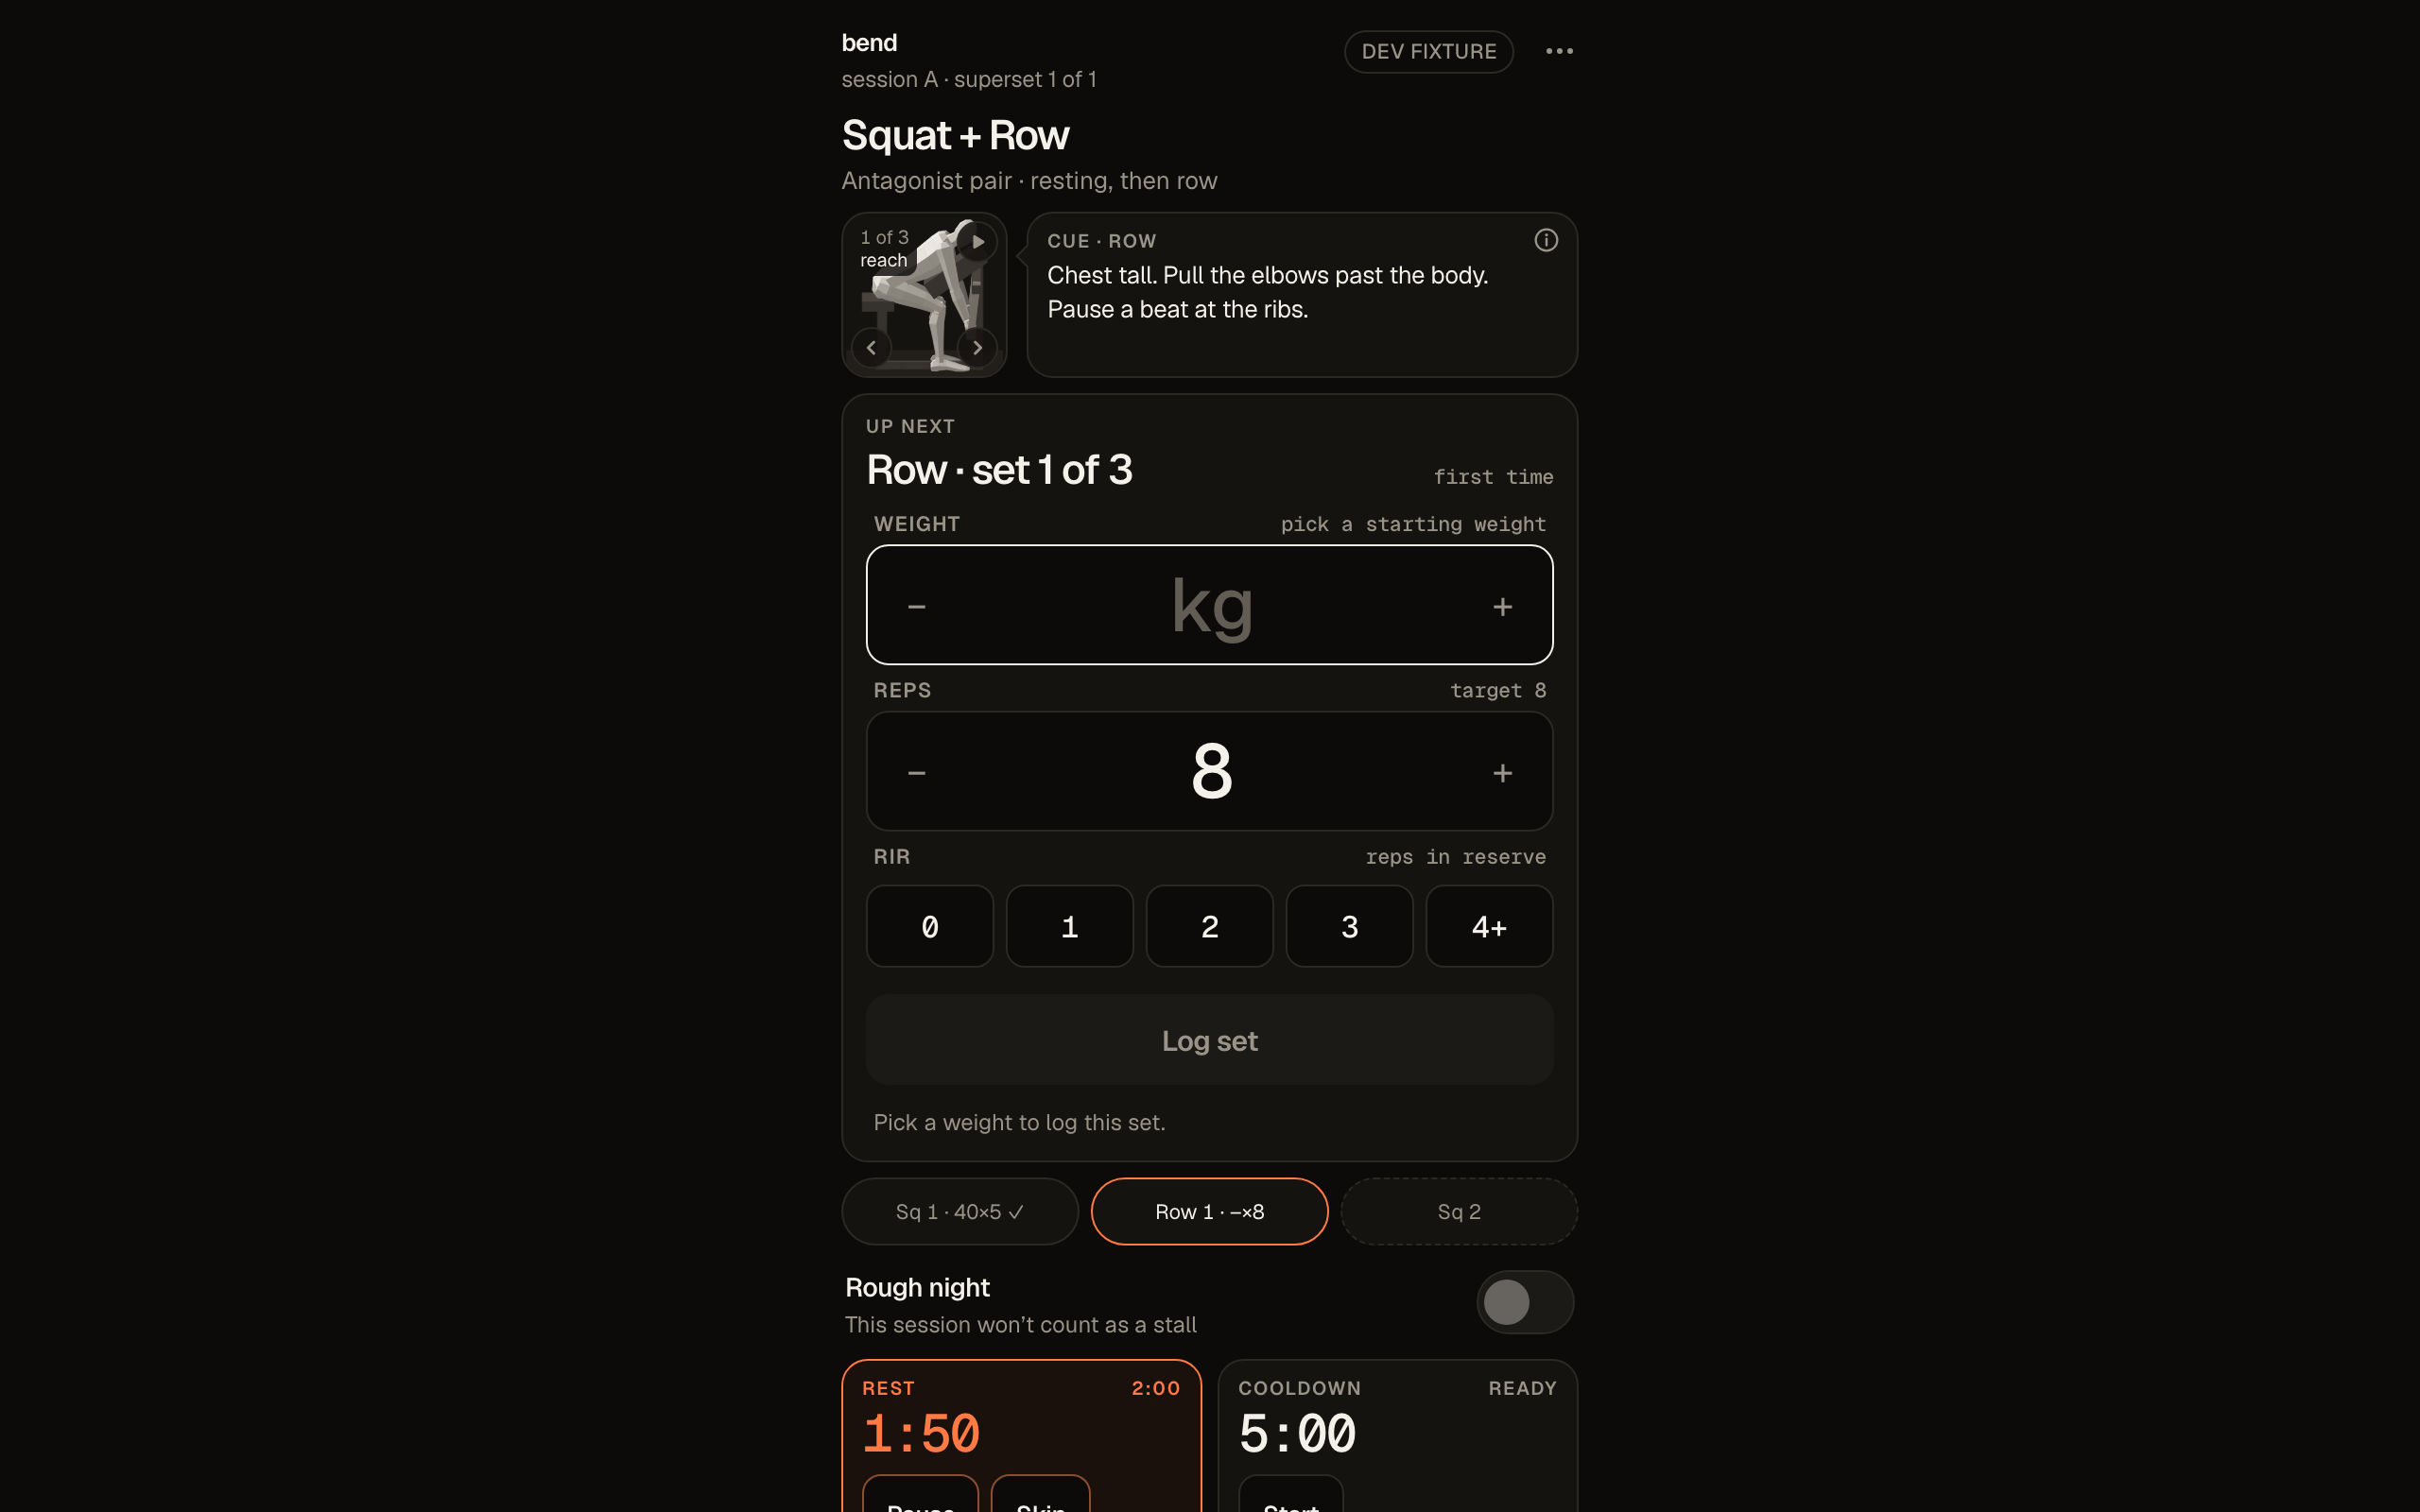 bend
DEV FIXTURE
session A · superset 1 of 1
Squat + Row
Antagonist pair · resting, then row
1 of 3
reach
CUE · ROW
Chest tall. Pull the elbows past the body.
Pause a beat at the ribs.
UP NEXT
Row · set 1 of 3
first time
WEIGHT
pick a starting weight
− kg +
REPS
target 8
− 8 +
RIR
reps in reserve
0 1 2 3 4+
Log set
Pick a weight to log this set.
Sq 1 · 40×5 ✓
Row 1 · –×8
Sq 2
Rough night
This session won’t count as a stall
REST 2:00
1:50
Pause Skip
COOLDOWN READY
5:00
Start